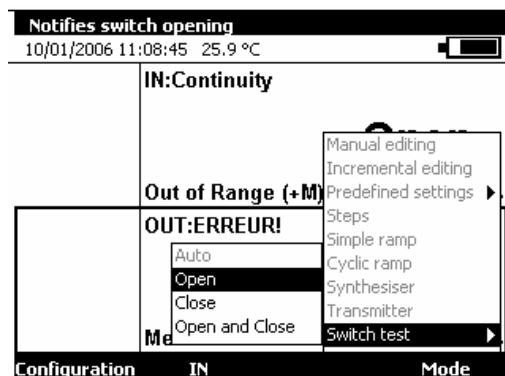 Notifies switch opening
10/01/2006 11:08:45 25.9 ºC
IN:Continuity
Out of Range (+M)
OUT:ERREUR!
Manual editing
Incremental editing
Predefined settings
Steps
Simple ramp
Cyclic ramp
Synthesiser
Transmitter
Switch test
Auto
Open
Close
Open and Close
Configuration IN Mode